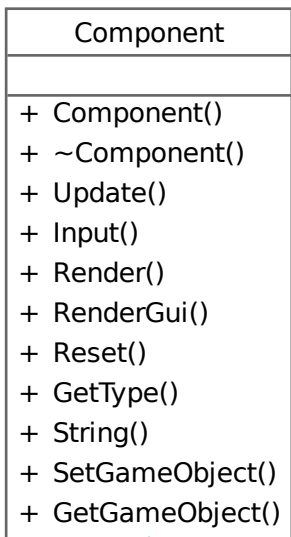 Component
+ Component()
+ ~Component()
+ Update()
+ Input()
+ Render()
+ RenderGui()
+ Reset()
+ GetType()
+ String()
+ SetGameObject()
+ GetGameObject()